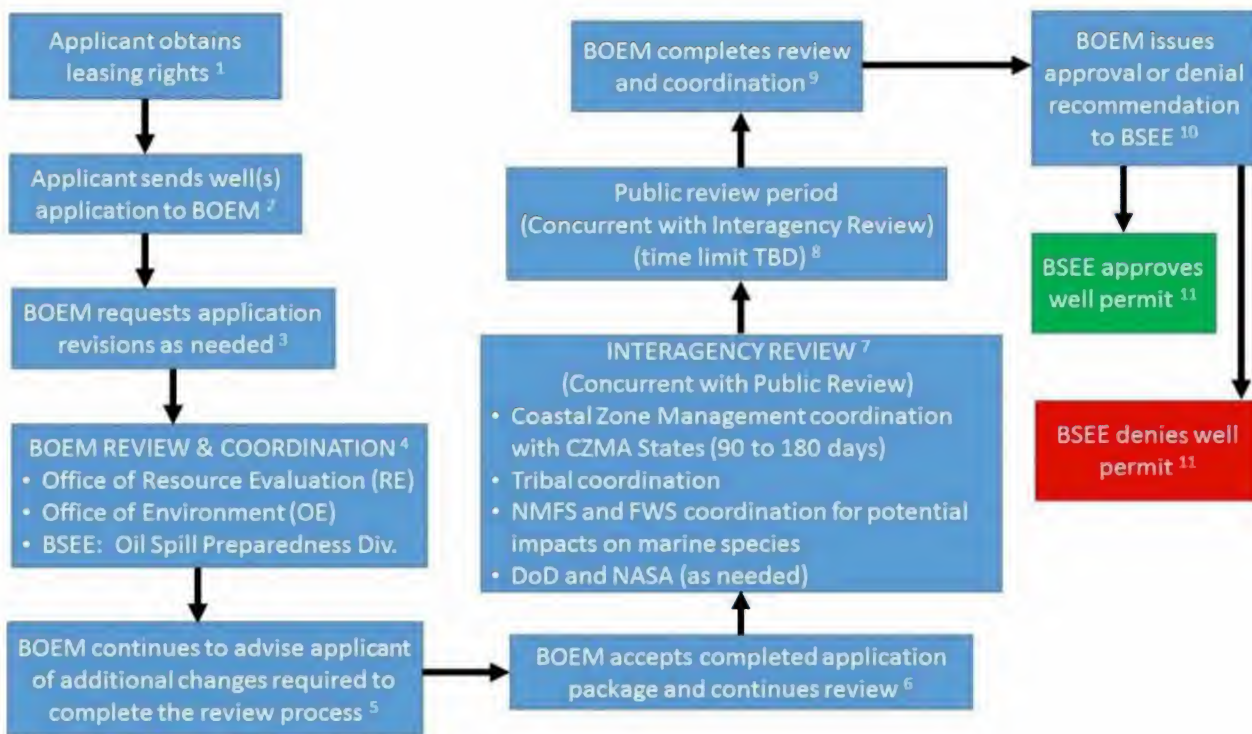 Applicant obtains
leasing rights 1
Applicant sends well(s)
application to BOEM 2
BOEM requests application
revisions as needed 3
BOEM REVIEW & COORDINATION 4
• Office of Resource Evaluation (RE)
• Office of Environment (OE)
• BSEE: Oil Spill Preparedness Div.
BOEM continues to advise applicant
of additional changes required to
complete the review process 5
BOEM accepts completed application
package and continues review 6
INTERAGENCY REVIEW 7
(Concurrent with Public Review)
• Coastal Zone Management coordination
with CZMA States (90 to 180 days)
• Tribal coordination
• NMFS and FWS coordination for potential
impacts on marine species
• DoD and NASA (as needed)
Public review period
(Concurrent with Interagency Review)
(time limit TBD) 8
BOEM completes review
and coordination 9
BOEM issues
approval or denial
recommendation
to BSEE 10
BSEE approves
well permit 11
BSEE denies well
permit 11